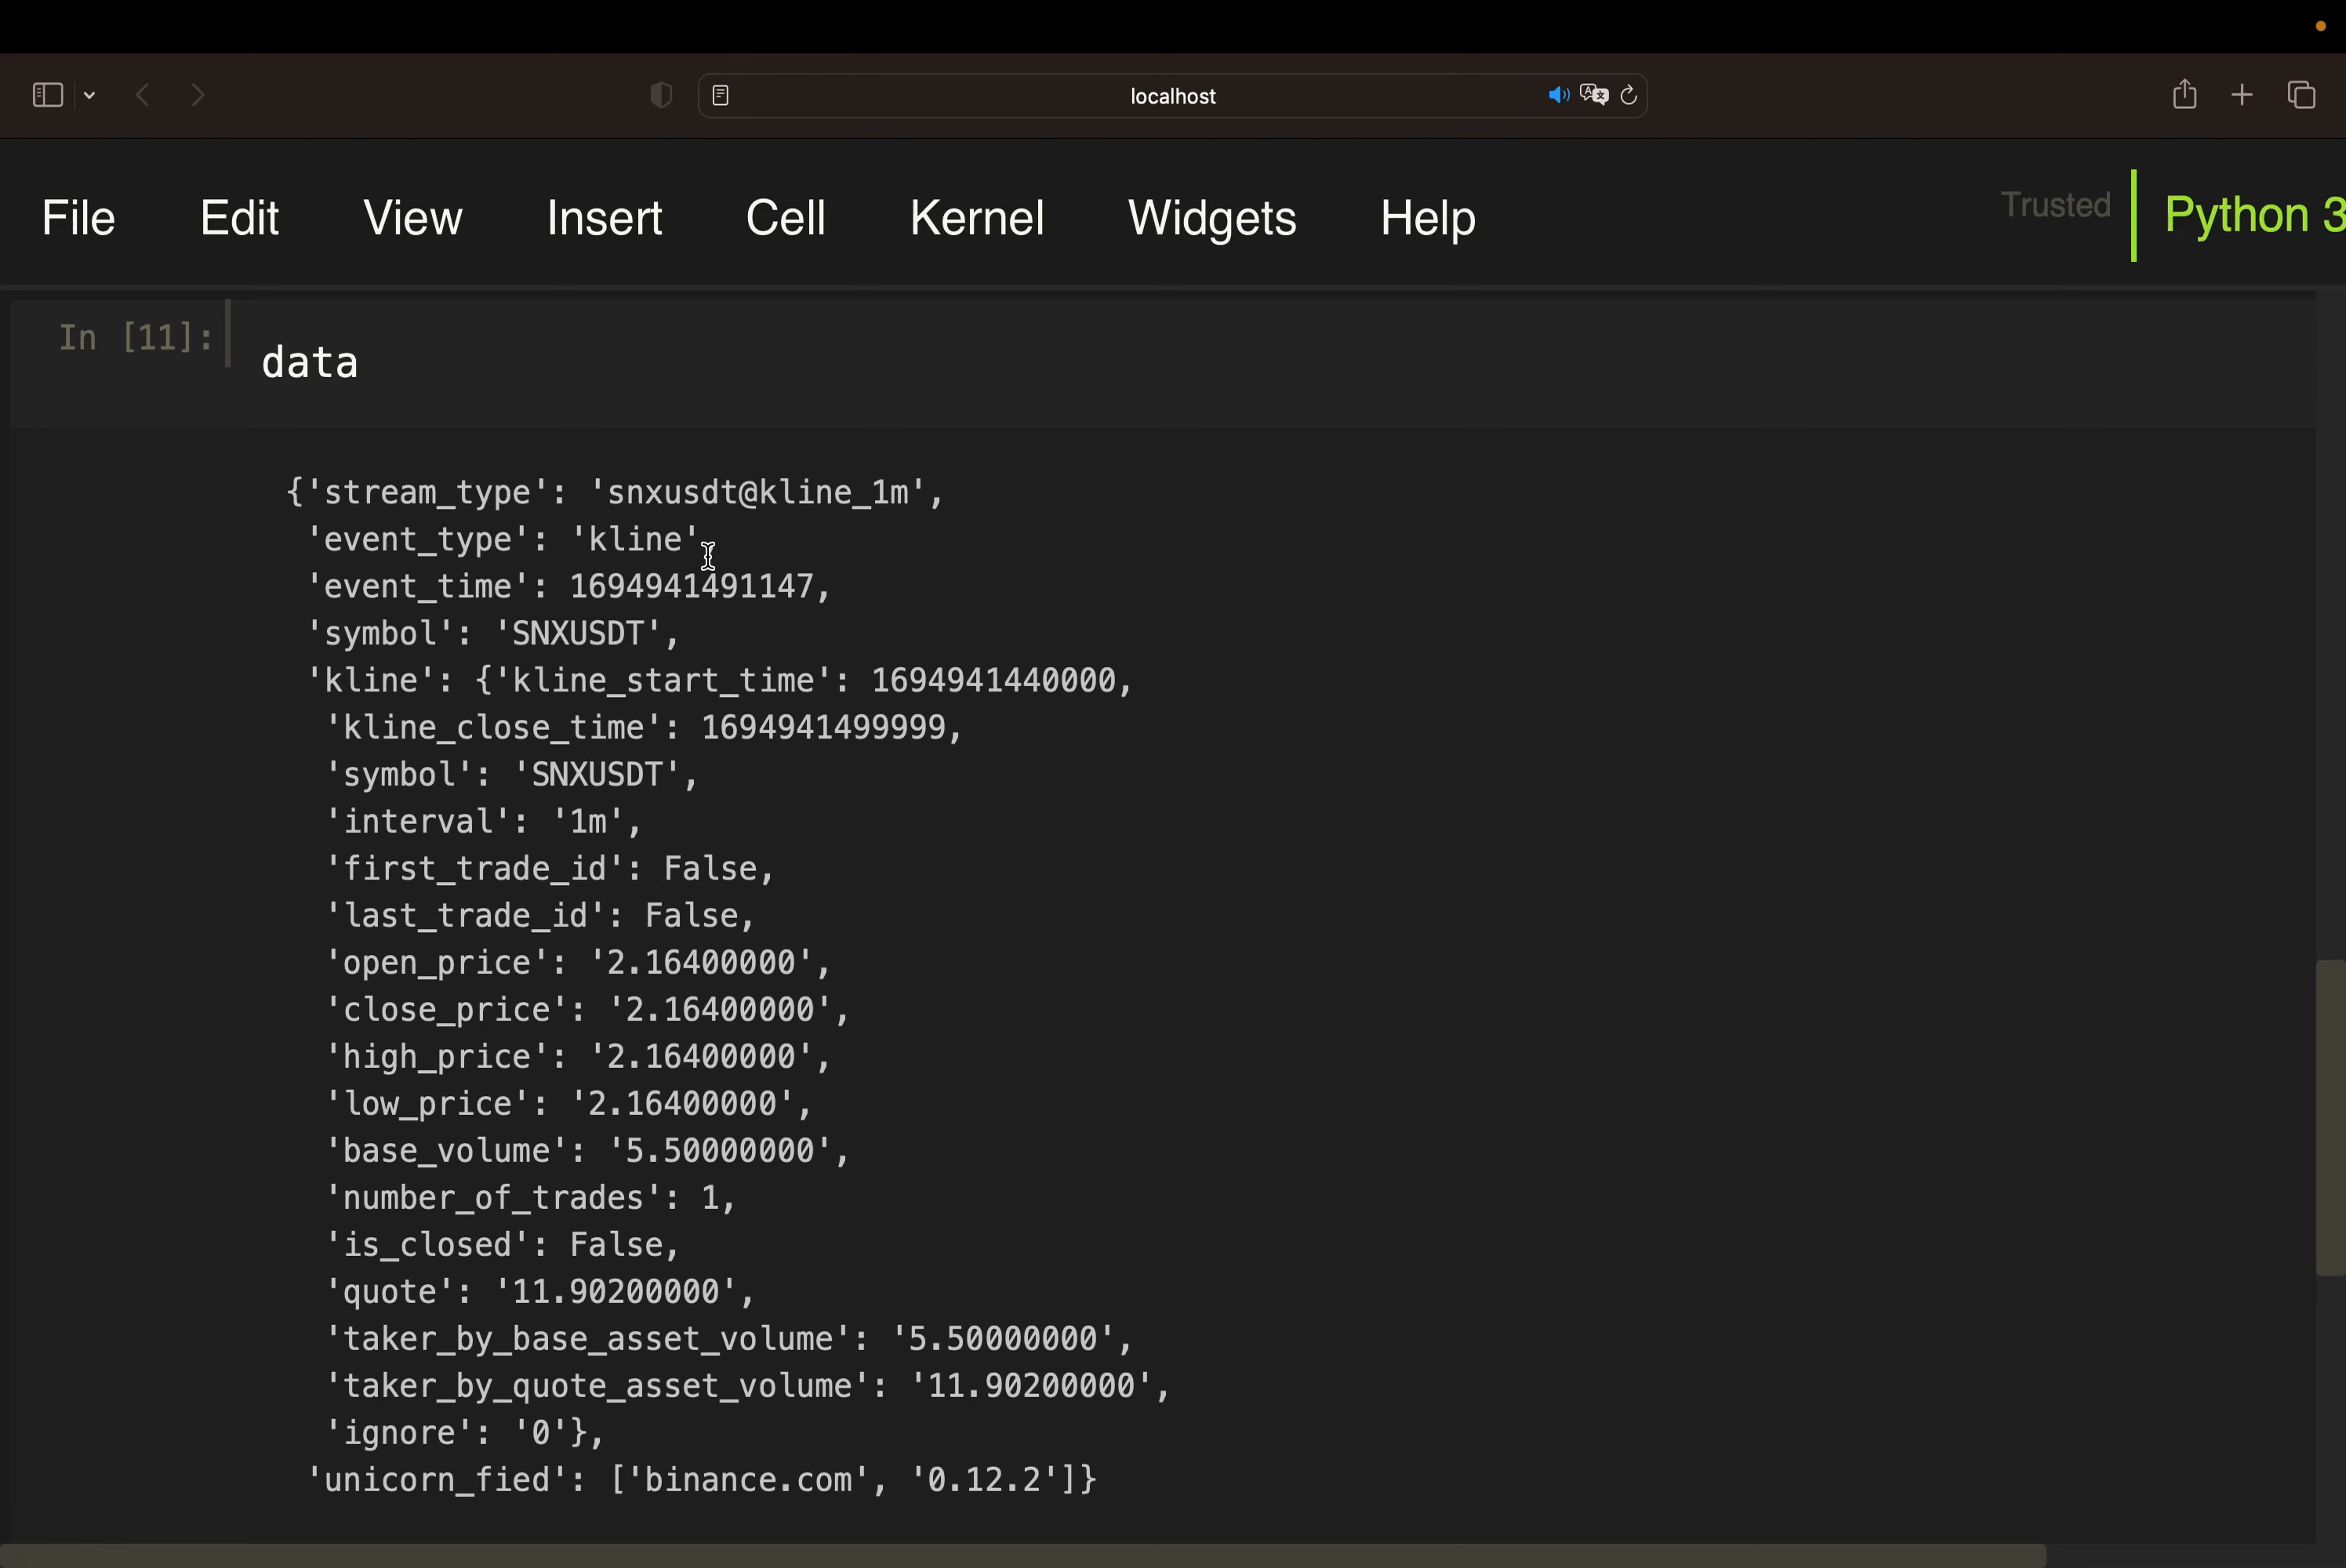 localhost
File Edit View Insert Cell Kernel Widgets Help Trusted Python 3
In [11]: data
{'stream_type': 'snxusdt@kline_1m',
'event_type': 'kline'
'event_time': 1694941491147,
'symbol': 'SNXUSDT',
'kline': {'kline_start_time': 1694941440000,
'kline_close_time': 1694941499999,
'symbol': 'SNXUSDT',
'interval': '1m',
'first_trade_id': False,
'last_trade_id': False,
'open_price': '2.16400000',
'close_price': '2.16400000',
'high_price': '2.16400000',
'low_price': '2.16400000',
'base_volume': '5.50000000',
'number_of_trades': 1,
'is_closed': False,
'quote': '11.90200000',
'taker_by_base_asset_volume': '5.50000000',
'taker_by_quote_asset_volume': '11.90200000',
'ignore': '0'},
'unicorn_fied': ['binance.com', '0.12.2']}